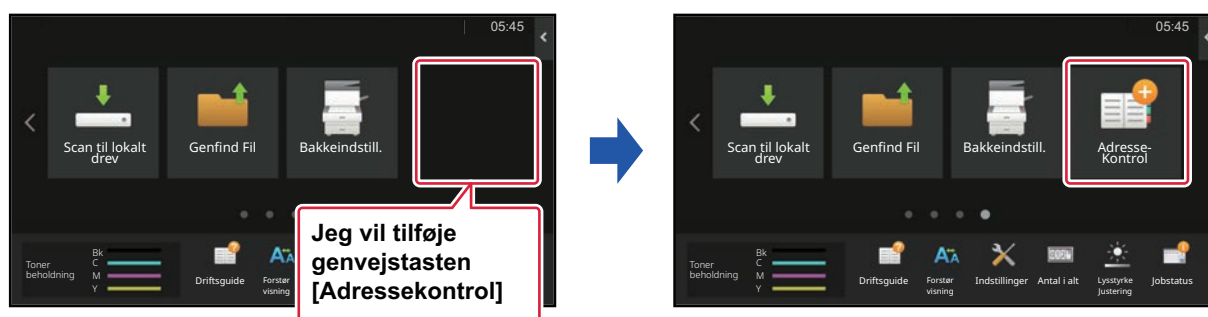 05:45
Scan til lokalt
drev
Genfind Fil
Bakkeindstill.
Jeg vil tilføje
genvejstasten
[Adressekontrol]
Toner
beholdning
Bk
C
M
Y
Driftsguide
Forstør
visning
05:45
Scan til lokalt
drev
Genfind Fil
Bakkeindstill.
Adresse-
Kontrol
Toner
beholdning
Bk
C
M
Y
Driftsguide
Forstør
visning
Indstillinger
Antal i alt
Lysstyrke
Justering
Jobstatus